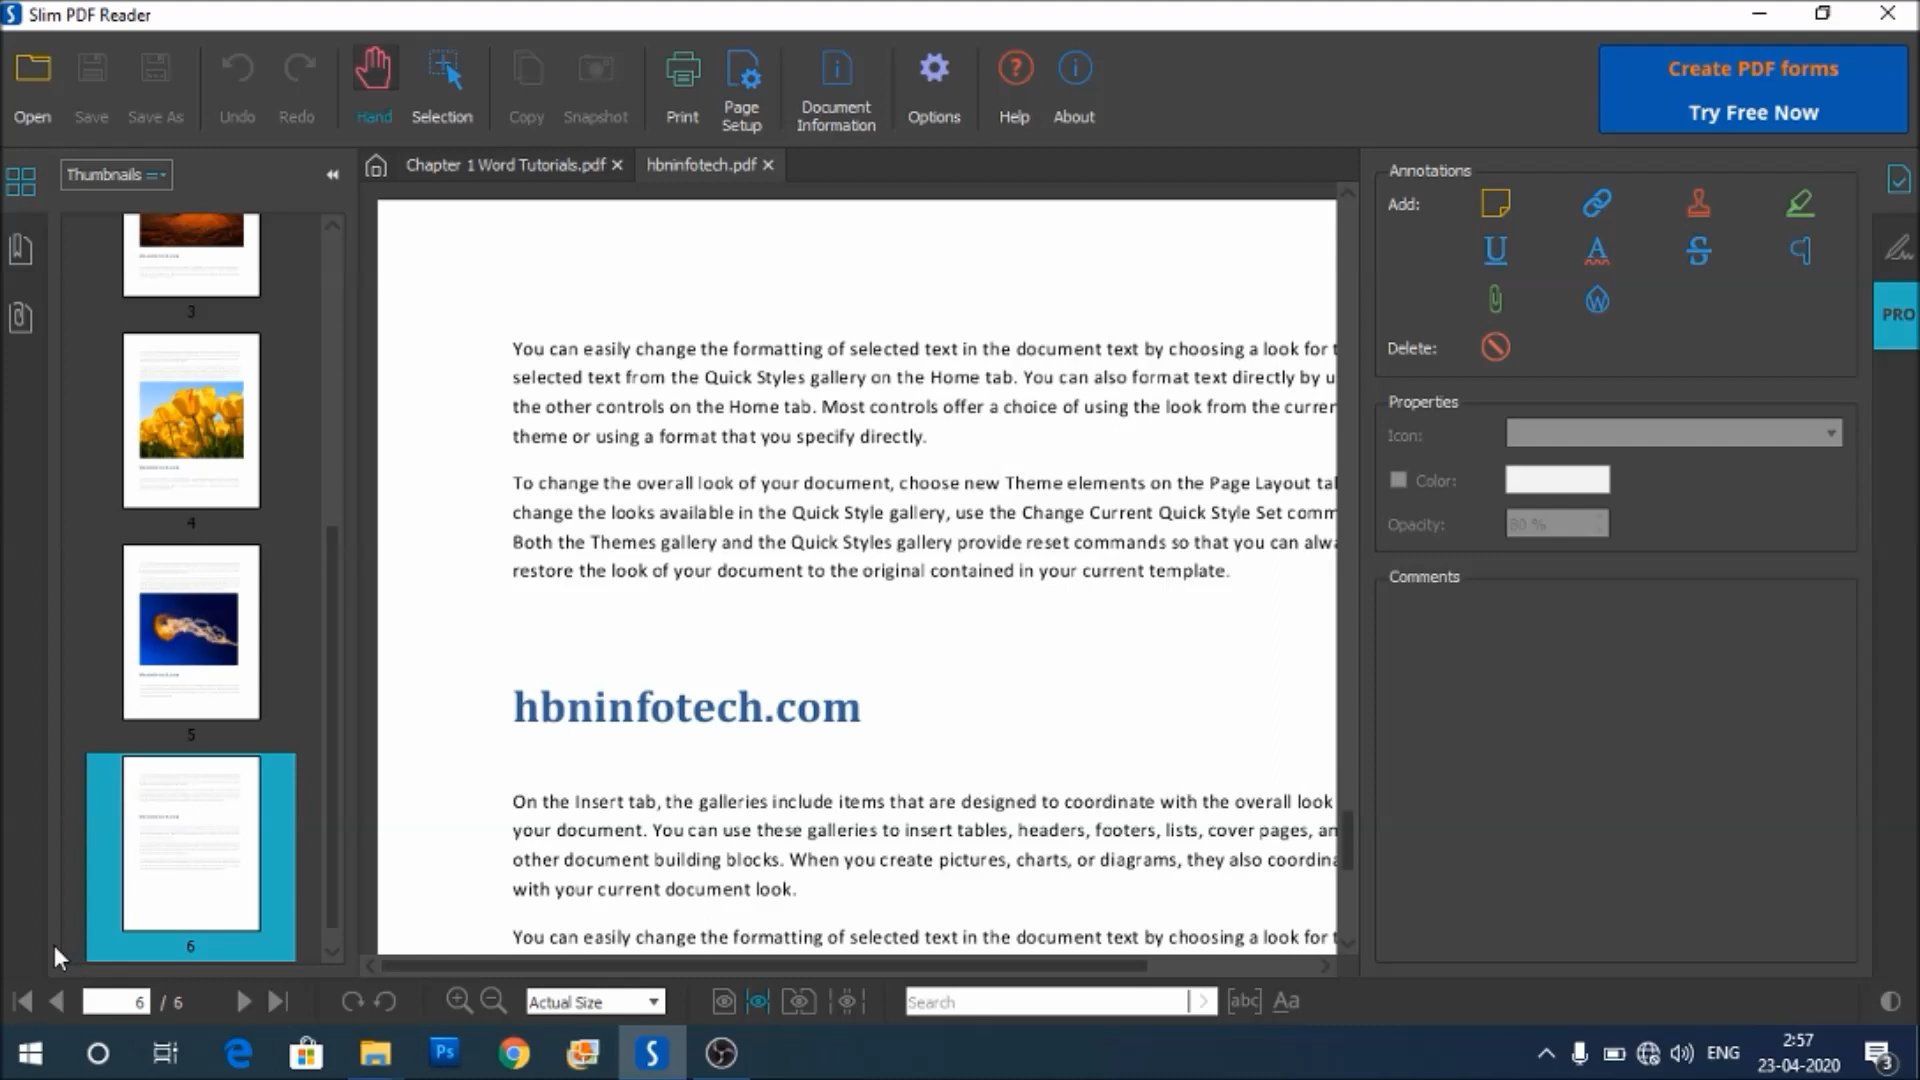 Slim PDF Reader
Open
Save
Save As
Undo
Redo
Hand
Selection
Copy
Snapshot
Print
Page
Setup
Document
Information
Options
Help
About
Create PDF forms
Try Free Now
Thumbnails
Chapter 1 Word Tutorials.pdf
hbninfotech.pdf
3
4
5
6
You can easily change the formatting of selected text in the document text by choosing a look for t
selected text from the Quick Styles gallery on the Home tab. You can also format text directly by u
the other controls on the Home tab. Most controls offer a choice of using the look from the curren
theme or using a format that you specify directly.
To change the overall look of your document, choose new Theme elements on the Page Layout tal
change the looks available in the Quick Style gallery, use the Change Current Quick Style Set comm
Both the Themes gallery and the Quick Styles gallery provide reset commands so that you can alwa
restore the look of your document to the original contained in your current template.
hbninfotech.com
On the Insert tab, the galleries include items that are designed to coordinate with the overall look
your document. You can use these galleries to insert tables, headers, footers, lists, cover pages, an
other document building blocks. When you create pictures, charts, or diagrams, they also coordina
with your current document look.
You can easily change the formatting of selected text in the document text by choosing a look for t
Annotations
Add:
Delete:
Properties
Icon:
Color:
Opacity:
80 %
Comments
PRO
6 / 6
Actual Size
Search
abc
Aa
Ps
ENG
2:57
23-04-2020
3